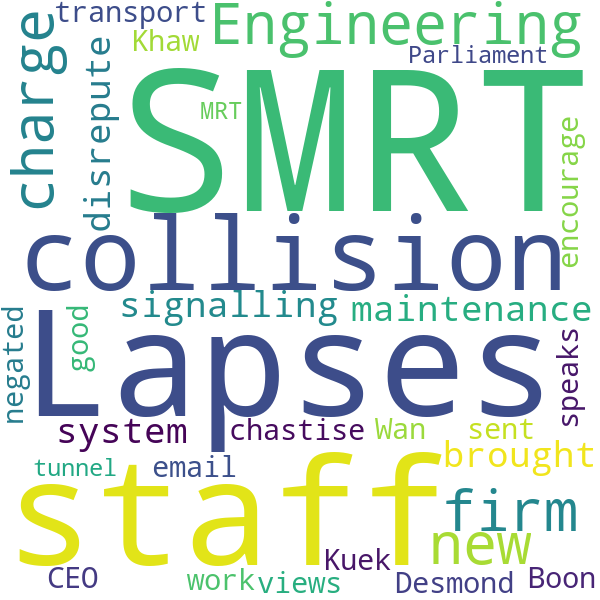 transport
Engineering
Khaw
Parliament
charge
disrepute
SMRT
MRT
encourage
collision
signalling
maintenance
negated
good
Lapses
speaks
system
chastise
Wan
sent
brought
tunnel
email
staff
firm
new
Kuek
CEO
work
views
Desmond
Boon